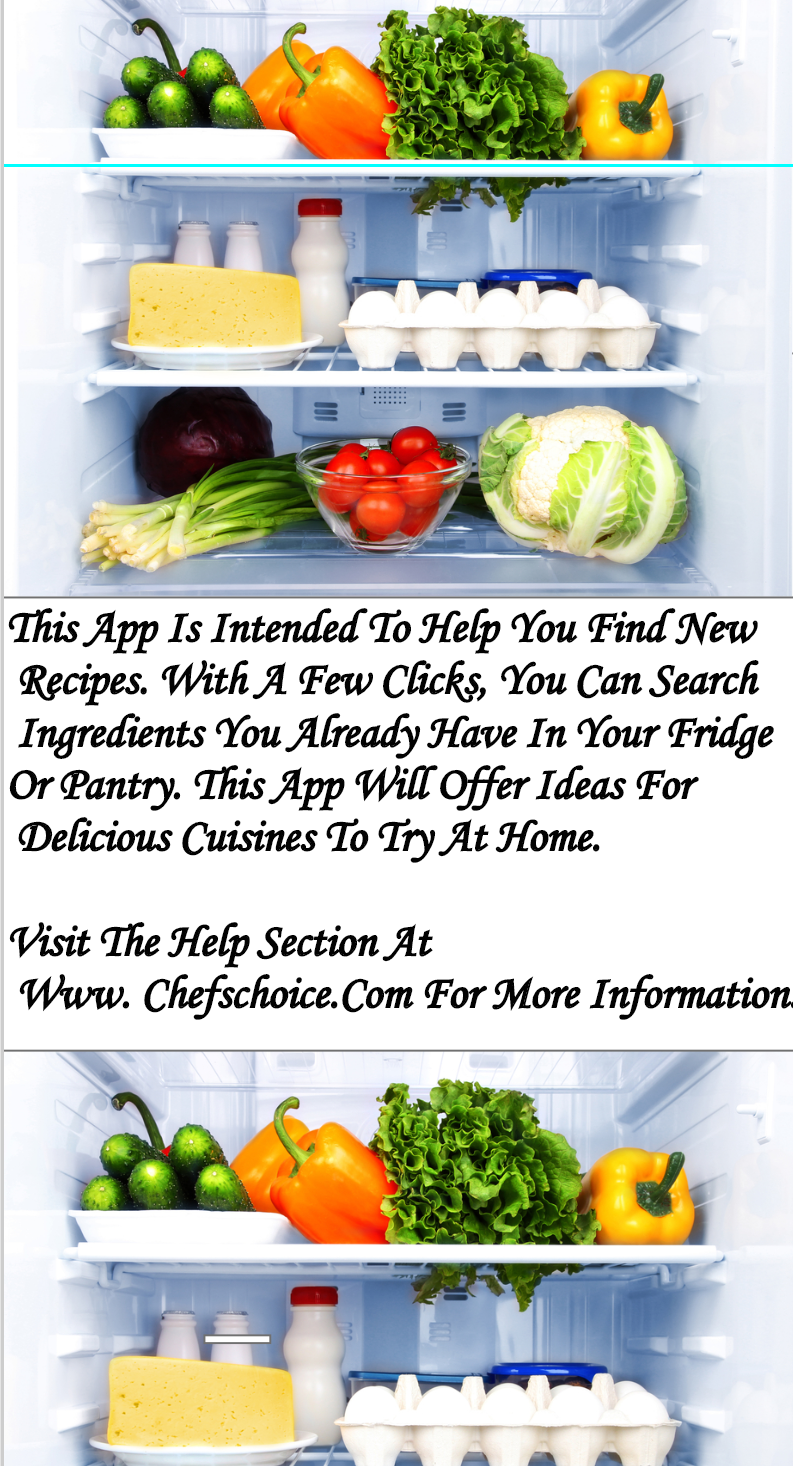 This App Is Intended To Help You Find New
Recipes. With A Few Clicks, You Can Search
Ingredients You Already Have In Your Fridge
Or Pantry. This App Will Offer Ideas For
Delicious Cuisines To Try At Home.
Visit The Help Section At
Www. Chefschoice.Com For More Information.